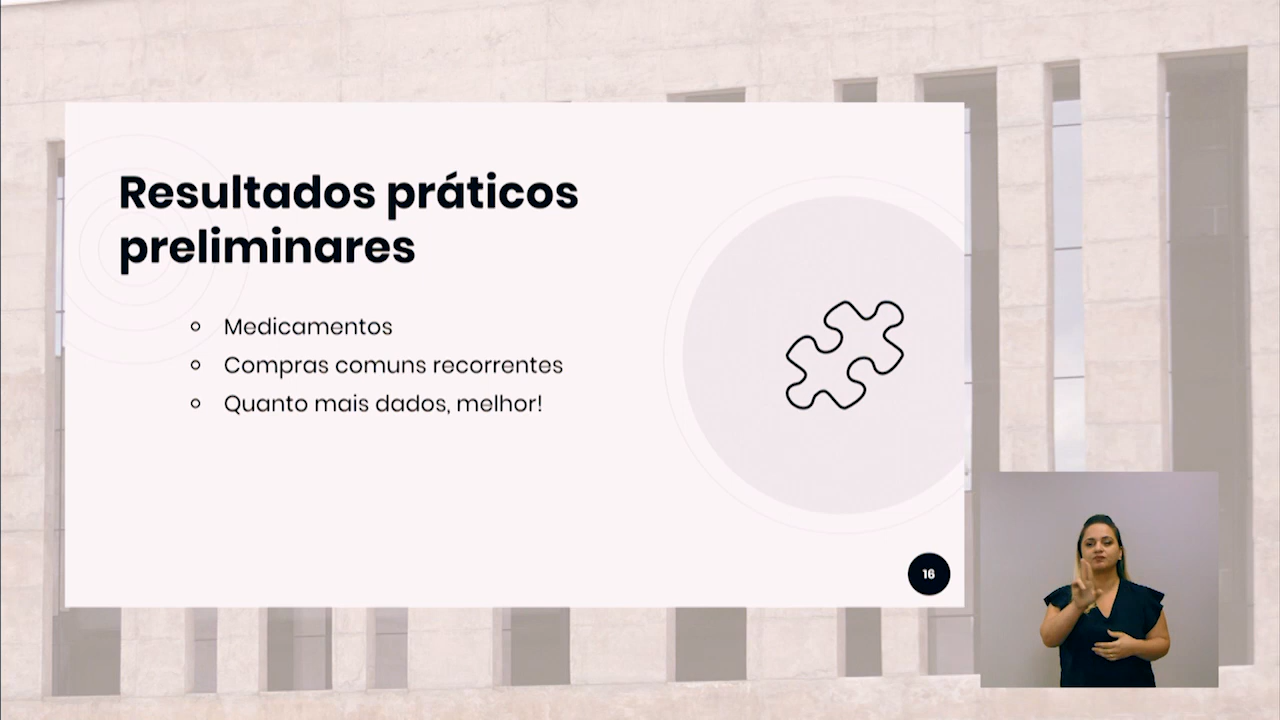 Resultados práticos
preliminares
Medicamentos
Compras comuns recorrentes
Quanto mais dados, melhor!
16